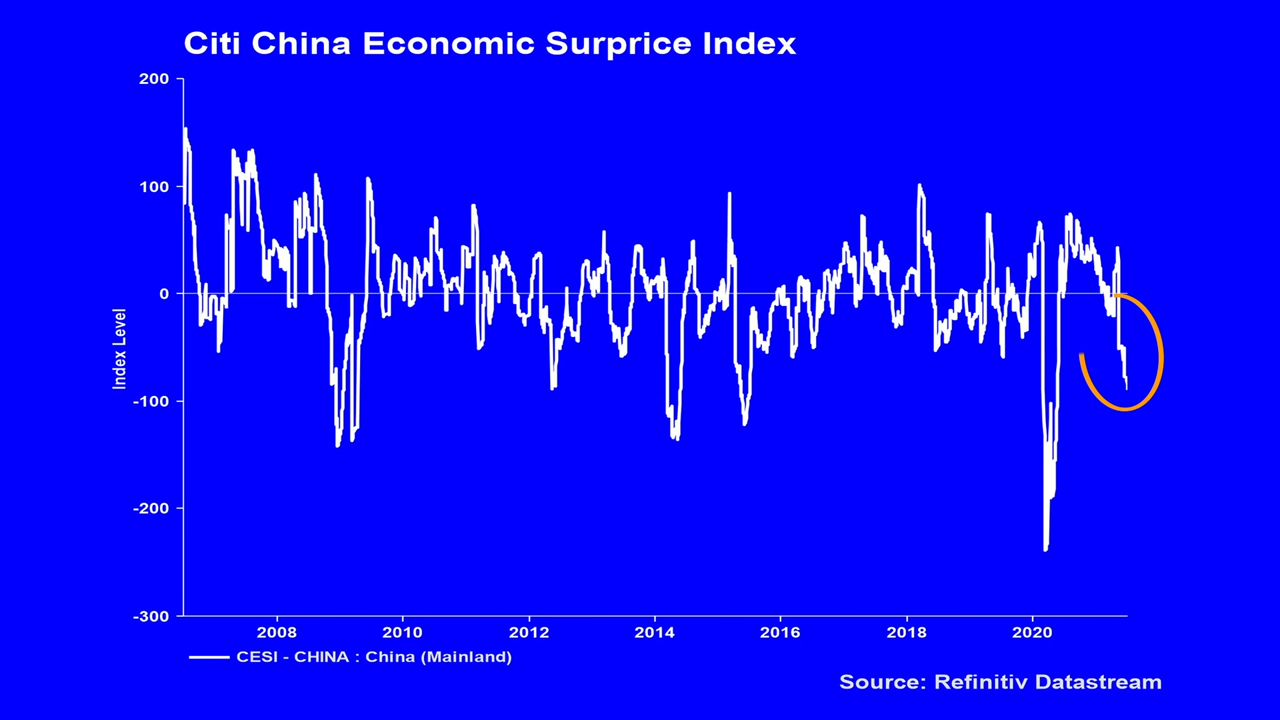 Citi China Economic Surprice Index
200
100
0
-100
-200
-300
Index Level
2008 2010 2012 2014 2016 2018 2020
CESI - CHINA : China (Mainland)
Source: Refinitiv Datastream